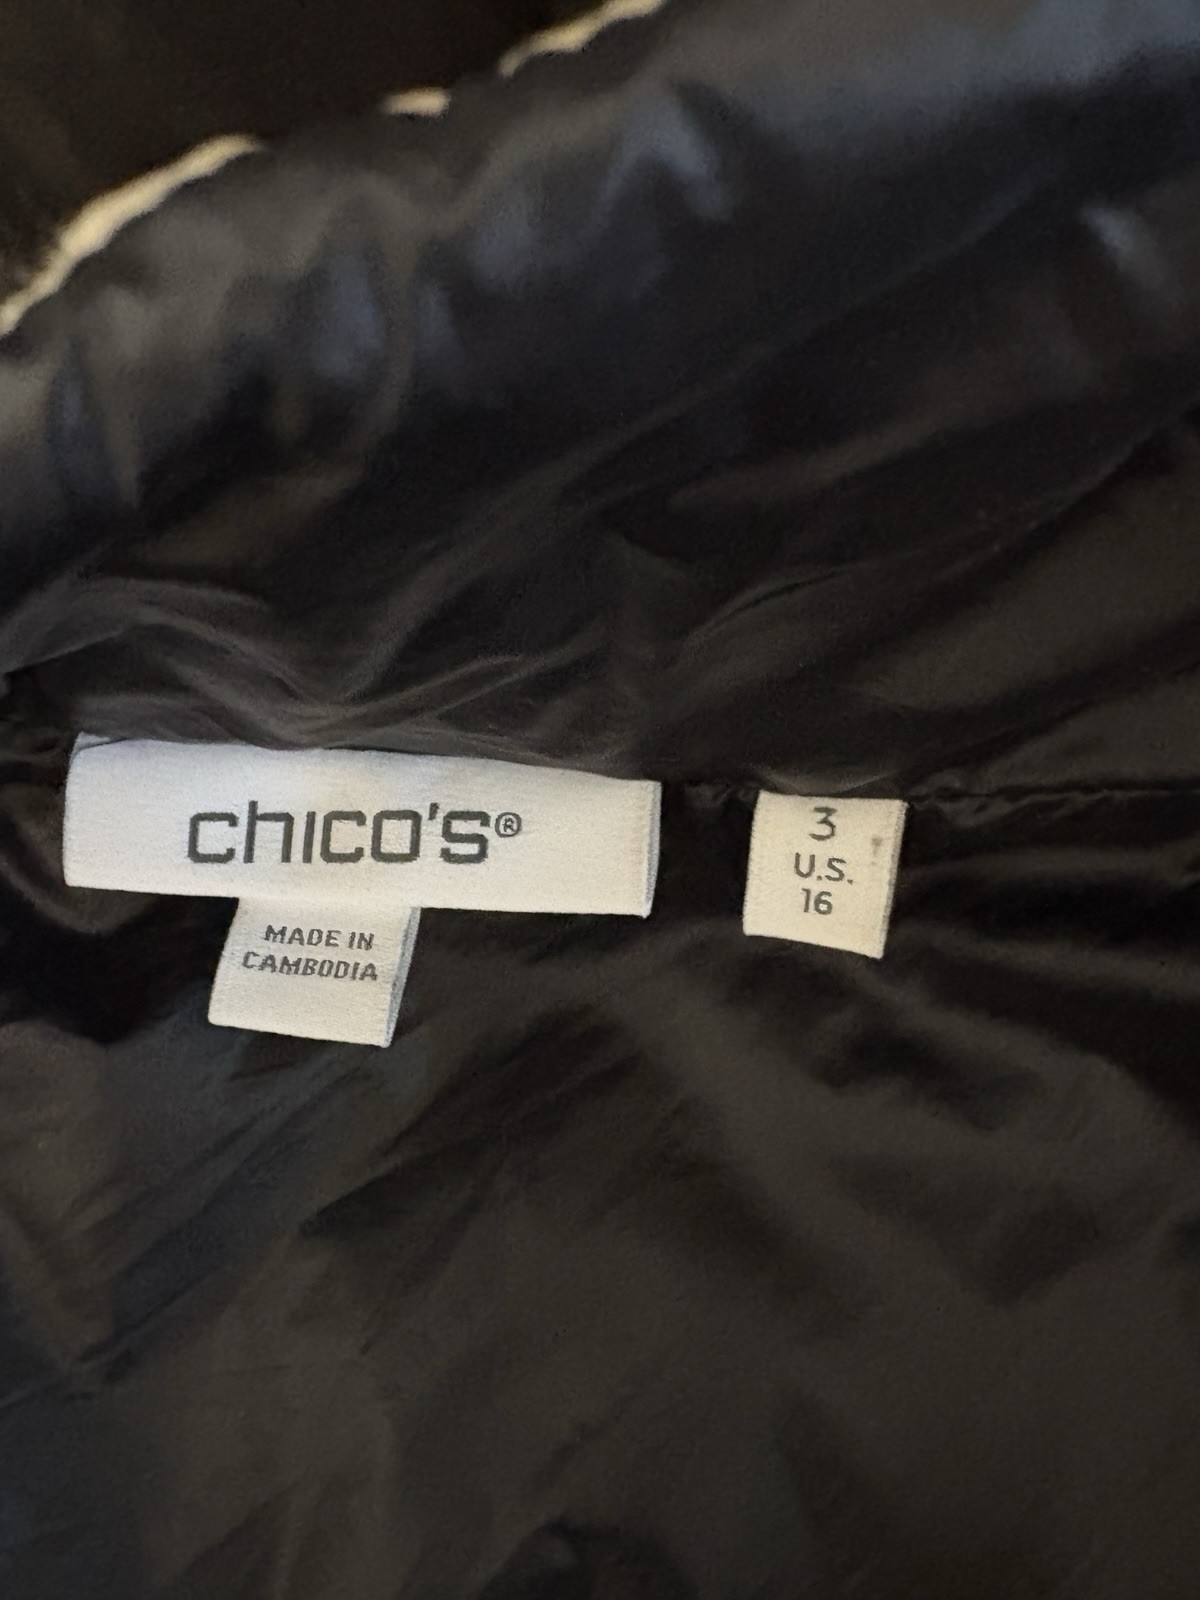 chico's®
MADE IN
CAMBODIA
3
U.S.
16